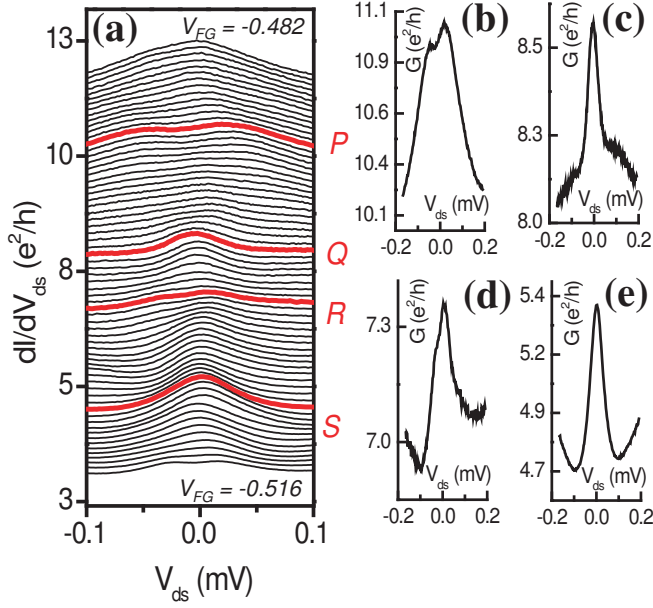 (a)
V_FG = -0.482
13
10
8
5
3
dI/dV_ds (e²/h)
P
Q
R
S
V_FG = -0.516
-0.1
0.0
0.1
V_ds (mV)
(b)
G (e²/h)
11.1
11.0
10.9
10.4
10.1
V_ds (mV)
-0.2
0.0
0.2
(c)
G (e²/h)
8.5
8.3
8.0
V_ds (mV)
-0.2
0.0
0.2
(d)
G (e²/h)
7.3
7.0
V_ds (mV)
-0.2
0.0
0.2
(e)
G (e²/h)
5.4
5.3
4.8
4.7
V_ds (mV)
-0.2
0.0
0.2